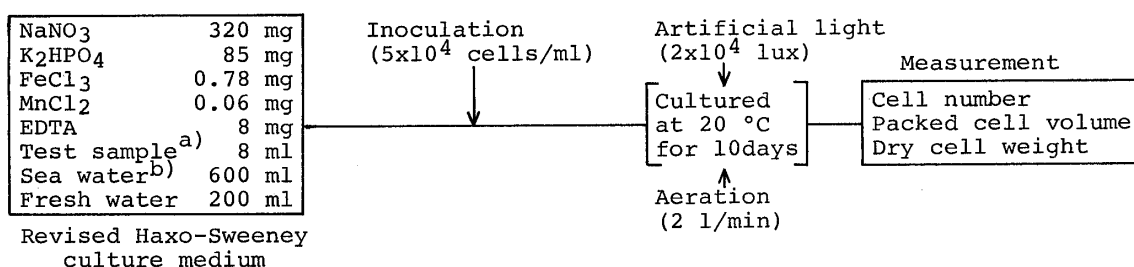 NaNO3 320 mg
K2HPO4 85 mg
FeCl3 0.78 mg
MnCl2 0.06 mg
EDTA 8 mg
Test sample a) 8 ml
Sea water b) 600 ml
Fresh water 200 ml
Revised Haxo-Sweeney
culture medium
Inoculation
(5x10^4 cells/ml)
Artificial light
(2x10^4 lux)
Cultured
at 20 °C
for 10days
Aeration
(2 l/min)
Measurement
Cell number
Packed cell volume
Dry cell weight